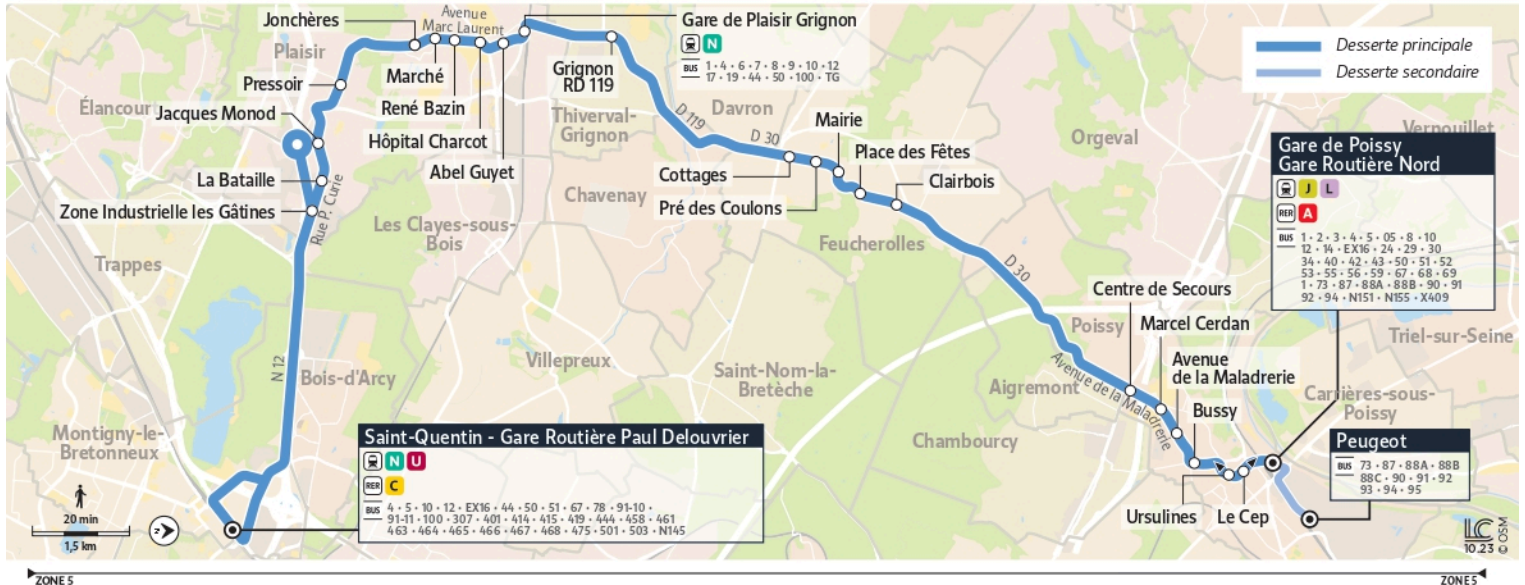 Jonchères
Avenue
Marc Laurent
Gare de Plaisir Grignon
N
BUS 1 • 4 • 6 • 7 • 8 • 9 • 10 • 12
17 • 19 • 44 • 50 • 100 • TG
Desserte principale
Desserte secondaire
Plaisir
Pressoir
Marché
Grignon
RD 119
Élancour
Jacques Monod
René Bazin
Thiverval-
Grignon
Davron
D 119
D 30
Mairie
Orgeval
Vernouillet
Hôpital Charcot
Abel Guyet
Place des Fêtes
Gare de Poissy
Gare Routière Nord
J L
RER A
BUS 1 • 2 • 3 • 4 • 5 • 05 • 8 • 10
12 • 14 • EX16 • 24 • 29 • 30
34 • 40 • 42 • 43 • 50 • 51 • 52
53 • 55 • 56 • 59 • 67 • 68 • 69
1 • 73 • 87 • 88A • 88B • 90 • 91
92 • 94 • N151 • N155 • X409
La Bataille
Cottages
Clairbois
Zone Industrielle les Gâtines
Rue P. Curie
Chavenay
Pré des Coulons
Les Clayes-sous-
Bois
Feucherolles
Trappes
D 30
Centre de Secours
Poissy
Marcel Cerdan
Triel-sur-Seine
Villepreux
Avenue
de la Maladrerie
N 12
Bois-d'Arcy
Saint-Nom-la-
Bretèche
Aigremont
Avenue de la Maladrerie
Carrières-sous-
Poissy
Bussy
Montigny-le-
Bretonneux
Chambourcy
Saint-Quentin - Gare Routière Paul Delouvrier
N U
RER C
BUS 4 • 5 • 10 • 12 • EX16 • 44 • 50 • 51 • 67 • 78 • 91-10 •
91-11 • 100 • 307 • 401 • 414 • 415 • 419 • 444 • 458 • 461
463 • 464 • 465 • 466 • 467 • 468 • 475 • 501 • 503 • N145
Peugeot
BUS 73 • 87 • 88A • 88B
88C • 90 • 91 • 92
93 • 94 • 95
Ursulines
Le Cep
20 min
1,5 km
LC
10.23
© OSM
ZONE 5
ZONE 5